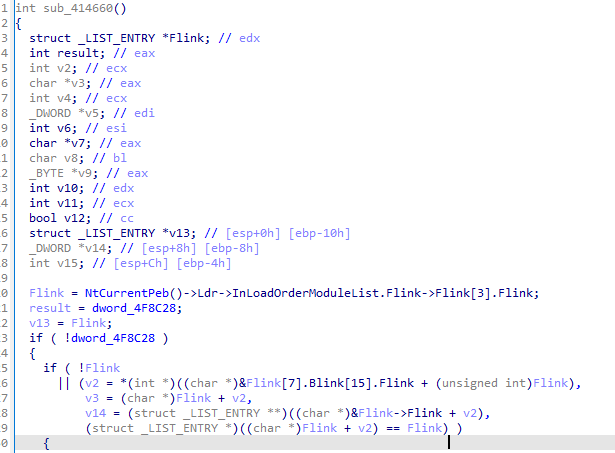 1 int sub_414660()
2 {
3 struct _LIST_ENTRY *Flink; // edx
4 int result; // eax
5 int v2; // ecx
6 char *v3; // eax
7 int v4; // ecx
8 _DWORD *v5; // edi
9 int v6; // esi
.0 char *v7; // eax
.1 char v8; // bl
.2 _BYTE *v9; // eax
.3 int v10; // edx
.4 int v11; // ecx
.5 bool v12; // cc
.6 struct _LIST_ENTRY *v13; // [esp+0h] [ebp-10h]
.7 _DWORD *v14; // [esp+8h] [ebp-8h]
.8 int v15; // [esp+Ch] [ebp-4h]
.9
.0 Flink = NtCurrentPeb()->Ldr->InLoadOrderModuleList.Flink->Flink[3].Flink;
.1 result = dword_4F8C28;
.2 v13 = Flink;
.3 if ( !dword_4F8C28 )
.4 {
.5 if ( !Flink
.6 || (v2 = *(int *)((char *)&Flink[7].Blink[15].Flink + (unsigned int)Flink),
.7 v3 = (char *)Flink + v2,
.8 v14 = (struct _LIST_ENTRY **)((char *)&Flink->Flink + v2),
.9 (struct _LIST_ENTRY *)((char *)Flink + v2) == Flink) )
.0 {